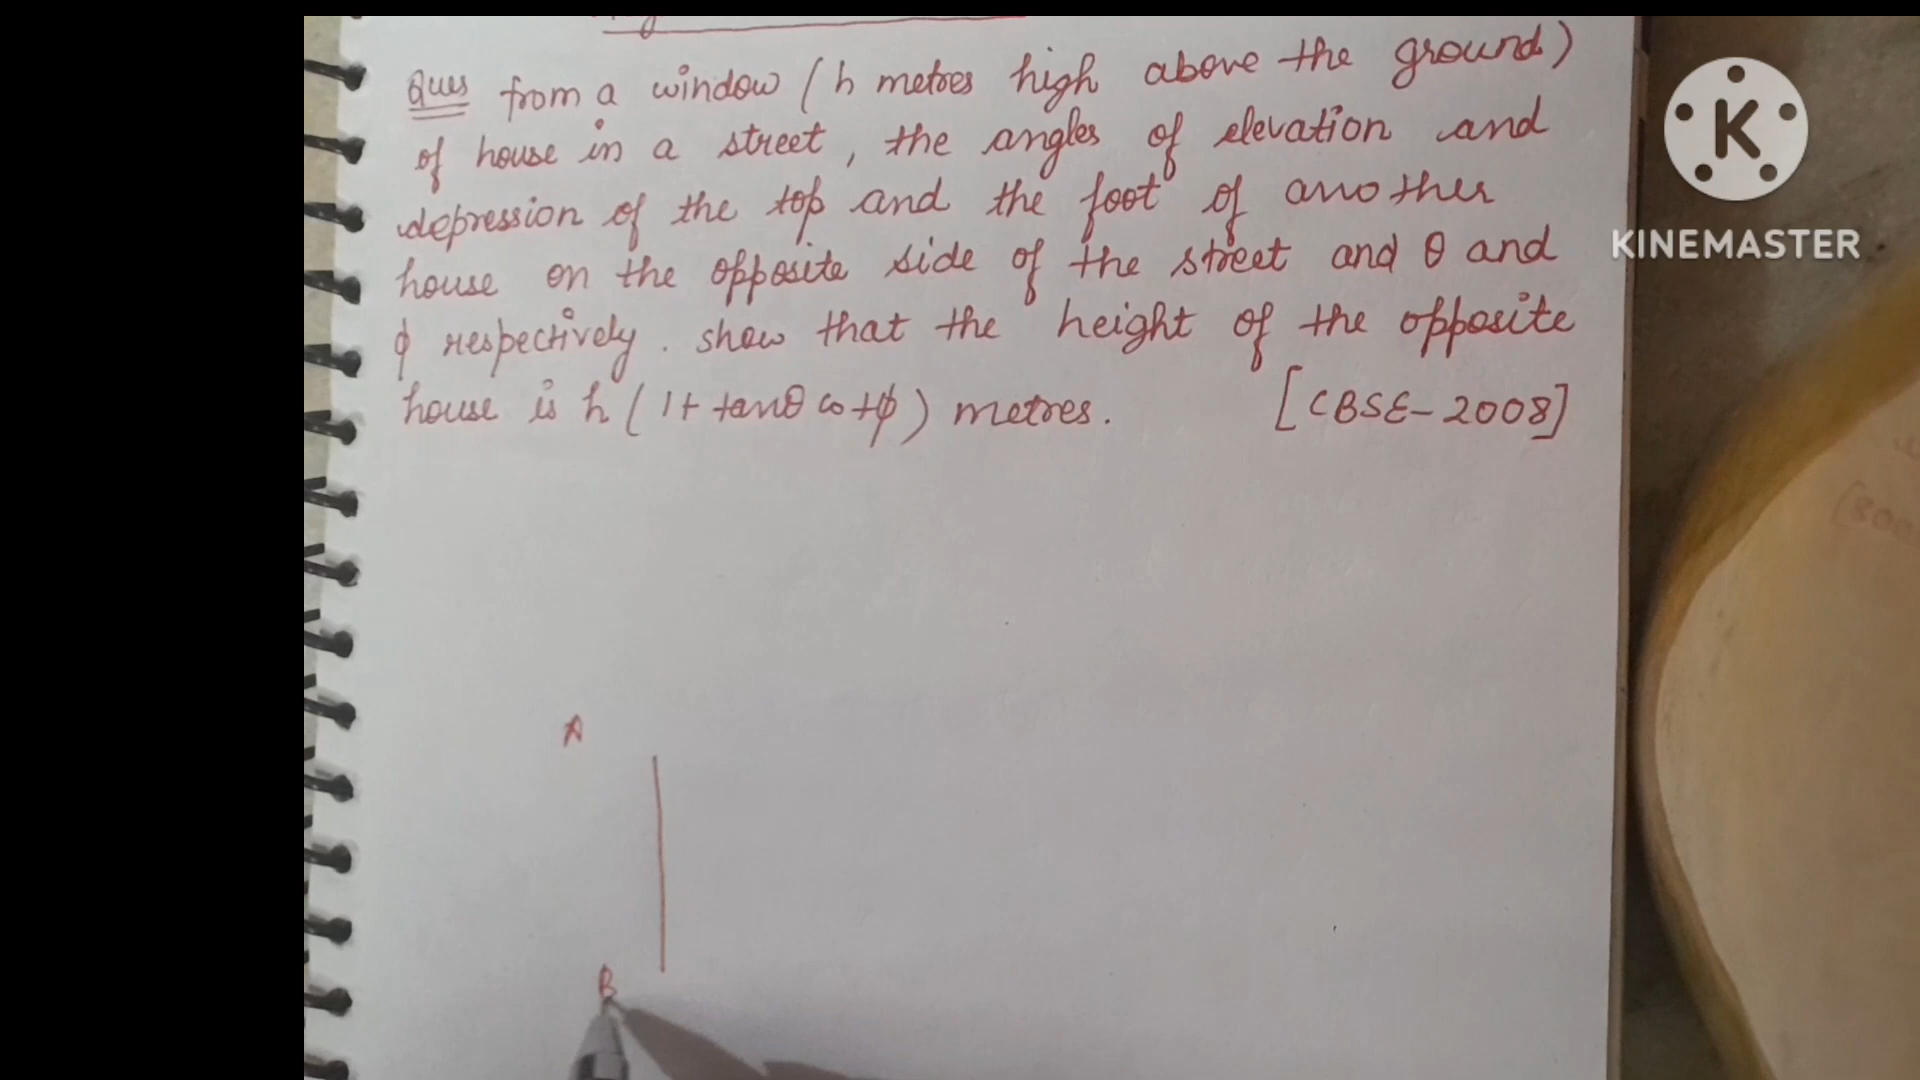 Ques from a window (h metres high above the ground)
of house in a street, the angles of elevation and
depression of the top and the foot of another
house on the opposite side of the street and θ and
ϕ respectively. show that the height of the opposite
house is h (1+ tanθ cotϕ) metres. [CBSE-2008]
A
B
K
KINEMASTER